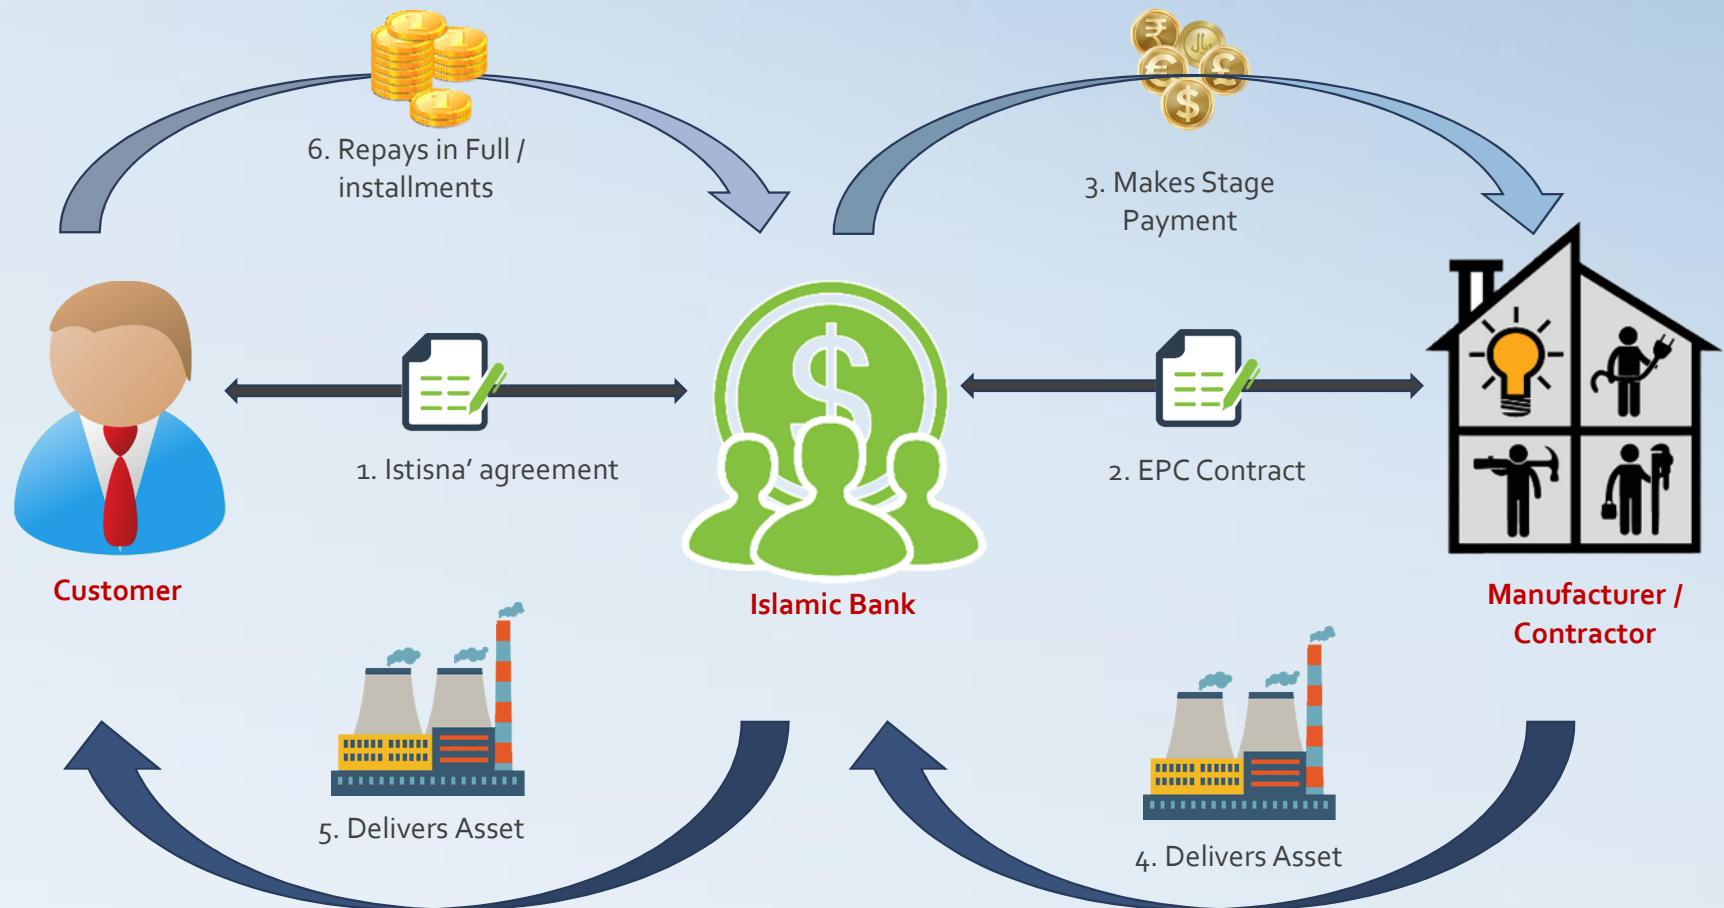 6. Repays in Full /
installments
3. Makes Stage
Payment
1. Istisna’ agreement
2. EPC Contract
Customer
Islamic Bank
Manufacturer /
Contractor
5. Delivers Asset
4. Delivers Asset